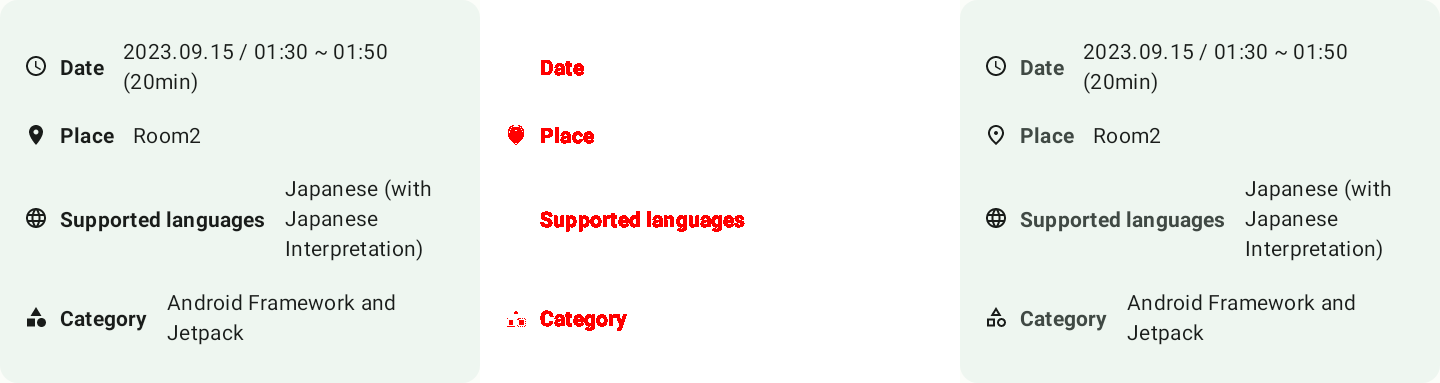 Date 2023.09.15 / 01:30 ~ 01:50
(20min)
Place Room2
Supported languages Japanese (with
Japanese
Interpretation)
Category Android Framework and
Jetpack
Date
Place
Supported languages
Category
Date 2023.09.15 / 01:30 ~ 01:50
(20min)
Place Room2
Supported languages Japanese (with
Japanese
Interpretation)
Category Android Framework and
Jetpack